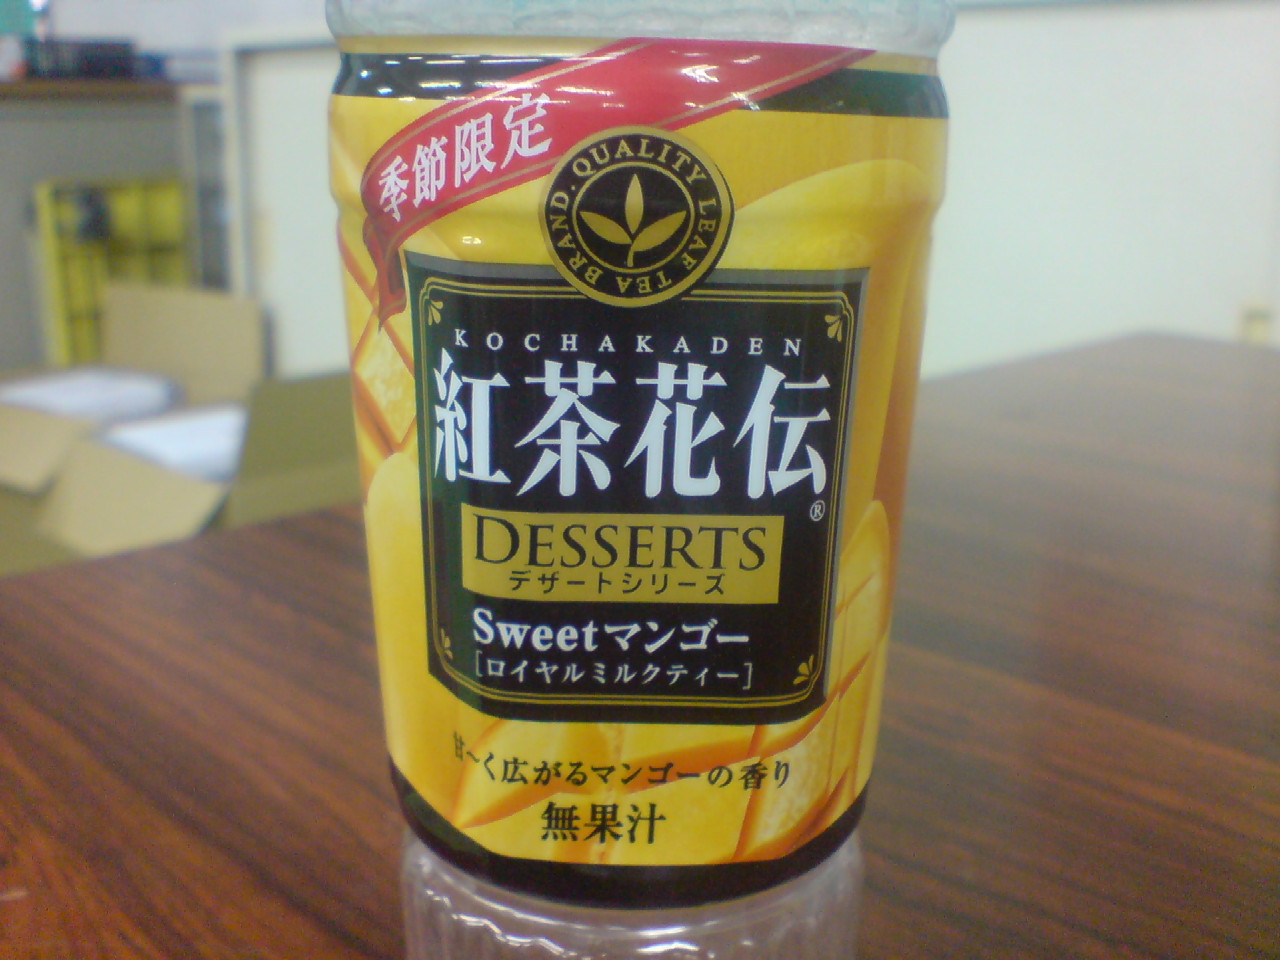 季節限定
QUALITY LEAF TEA BRAND.
KOCHAKADEN
紅茶花伝
®
DESSERTS
デザートシリーズ
Sweetマンゴー
[ロイヤルミルクティー]
甘〜く広がるマンゴーの香り
無果汁